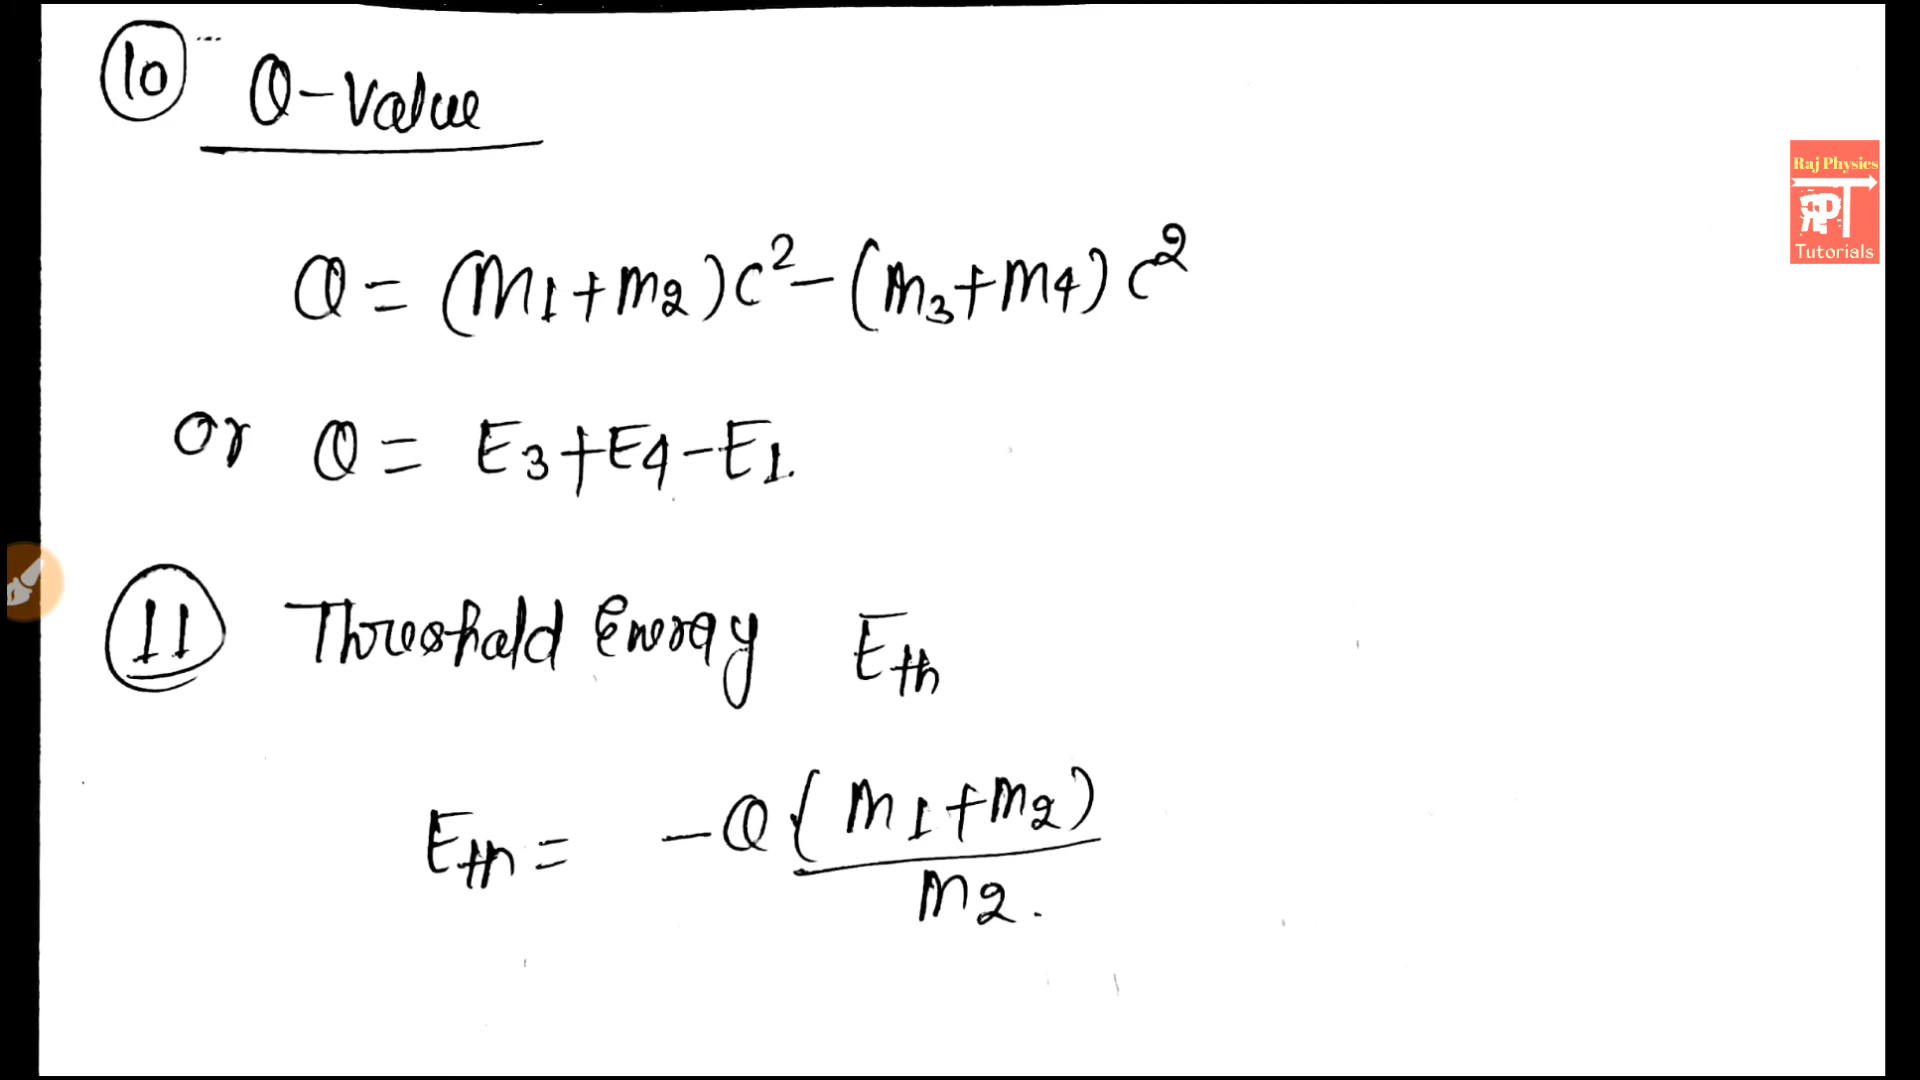 10 Q-Value
Raj Physics
RPT
Tutorials
Q = (m1+m2)c² - (m3+m4)c²
or Q = E3+E4-E1.
11 Threshold Energy Eth
Eth = -Q (m1+m2)
m2.